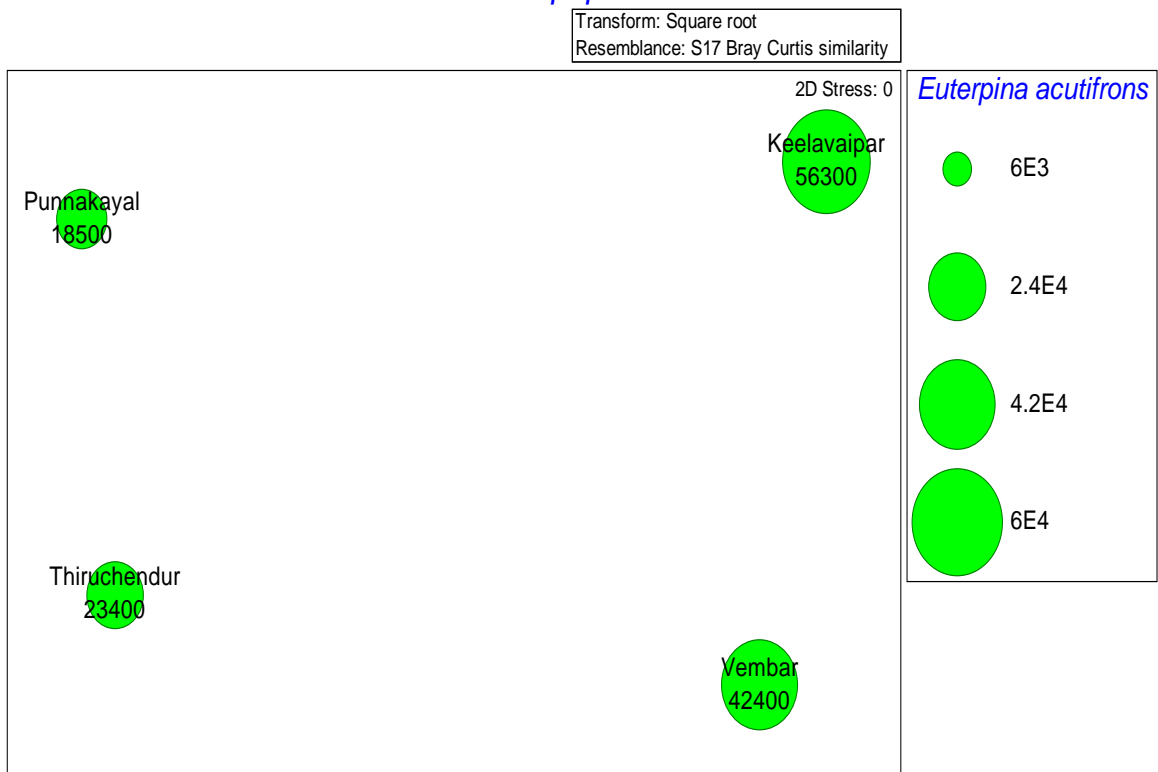 Transform: Square root
Resemblance: S17 Bray Curtis similarity
2D Stress: 0
Keelavaipar
56300
Punnakayal
18500
Thiruchendur
23400
Vembar
42400
Euterpina acutifrons
6E3
2.4E4
4.2E4
6E4